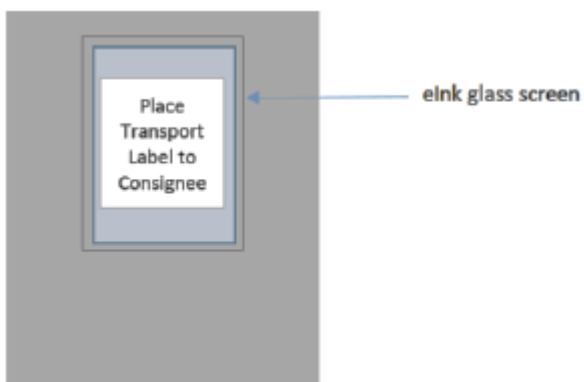 Place
Transport
Label to
Consignee
eInk glass screen